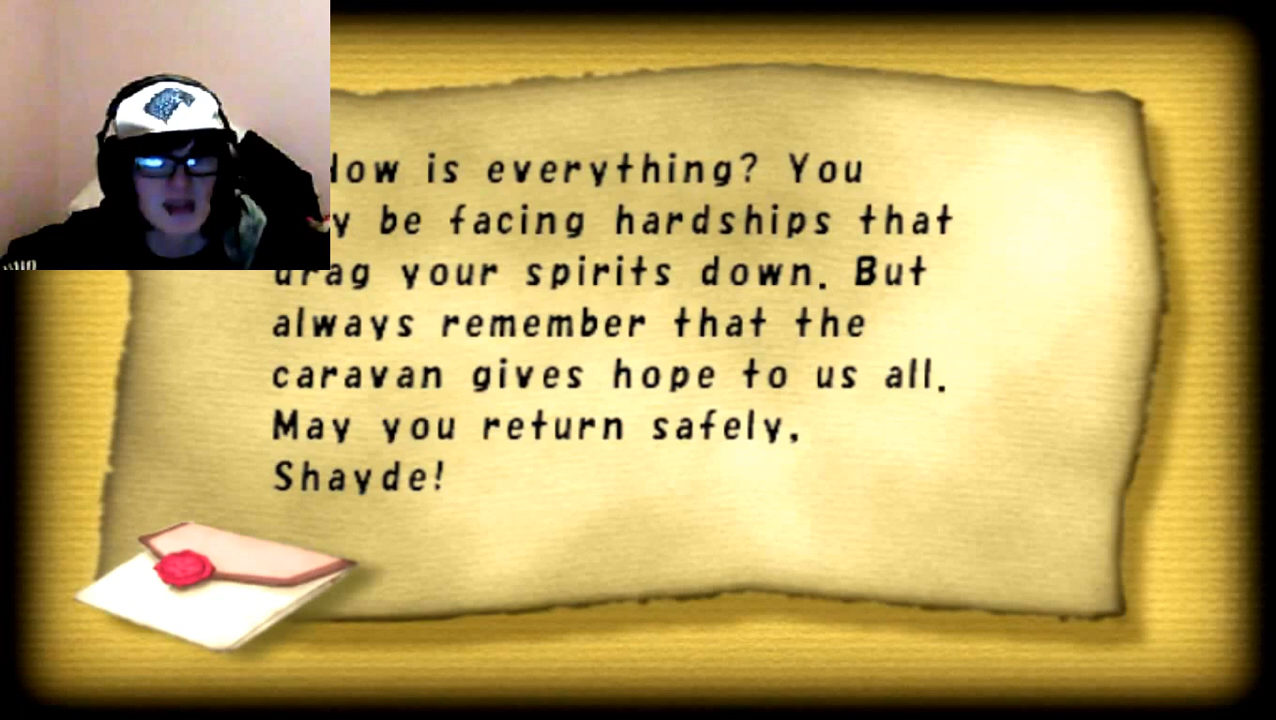 is everything? You
be facing hardships that
drag your spirits down. But
always remember that the
caravan gives hope to us all.
May you return safely,
Shayde!